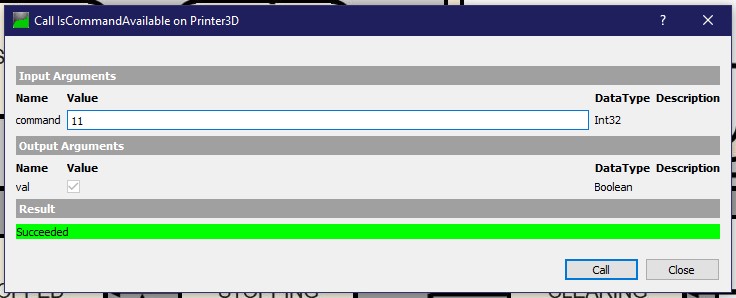 Call IsCommandAvailable on Printer3D
? ×
Input Arguments
Name Value DataType Description
command 11 Int32
Output Arguments
Name Value DataType Description
val Boolean
Result
Succeeded
Call Close
STOPPING